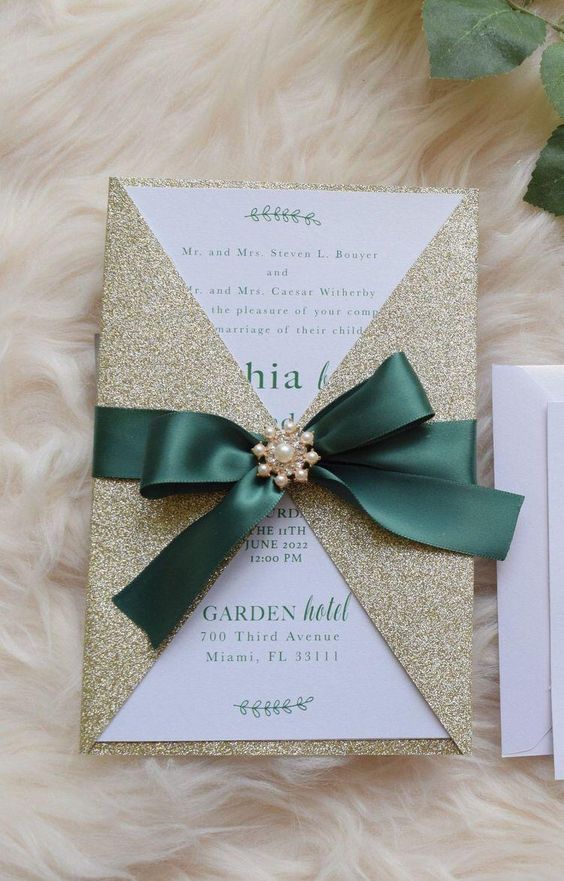 Mr. and Mrs. Steven L. Bouyer
and
Mr. and Mrs. Caesar Witherby
the pleasure of your comp
marriage of their child
hia
URD
THE 11TH
JUNE 2022
12:00 PM
GARDEN hotel
700 Third Avenue
Miami, FL 33111